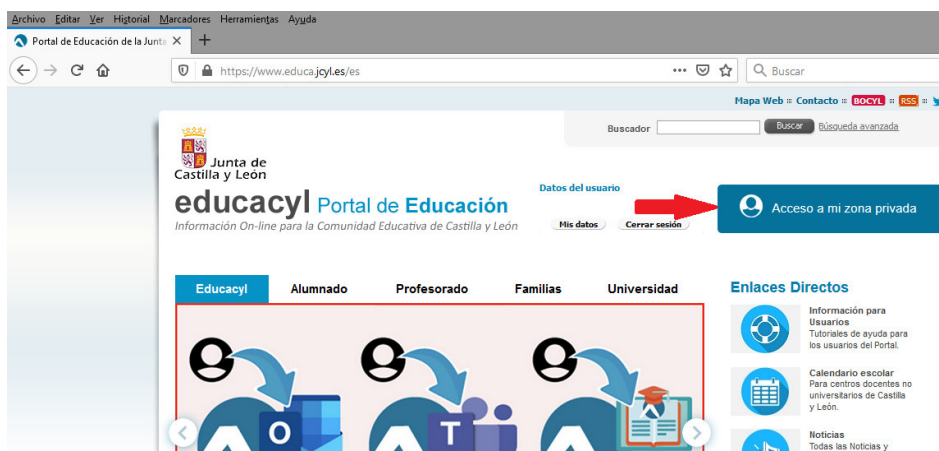 Archivo Editar Ver Historial Marcadores Herramientas Ayuda
Portal de Educación de la Junta
https://www.educa.jcyl.es/es
Buscar
Mapa Web :: Contacto :: BOCYL :: RSS ::
Buscador
Buscar
Búsqueda avanzada
Junta de
Castilla y León
educacyl Portal de Educación
Información On-line para la Comunidad Educativa de Castilla y León
Datos del usuario
Mis datos
Cerrar sesión
Acceso a mi zona privada
Educacyl
Alumnado
Profesorado
Familias
Universidad
O
T
Enlaces Directos
Información para
Usuarios
Tutoriales de ayuda para
los usuarios del Portal.
Calendario escolar
Para centros docentes no
universitarios de Castilla
y León.
Noticias
Todas las Noticias y